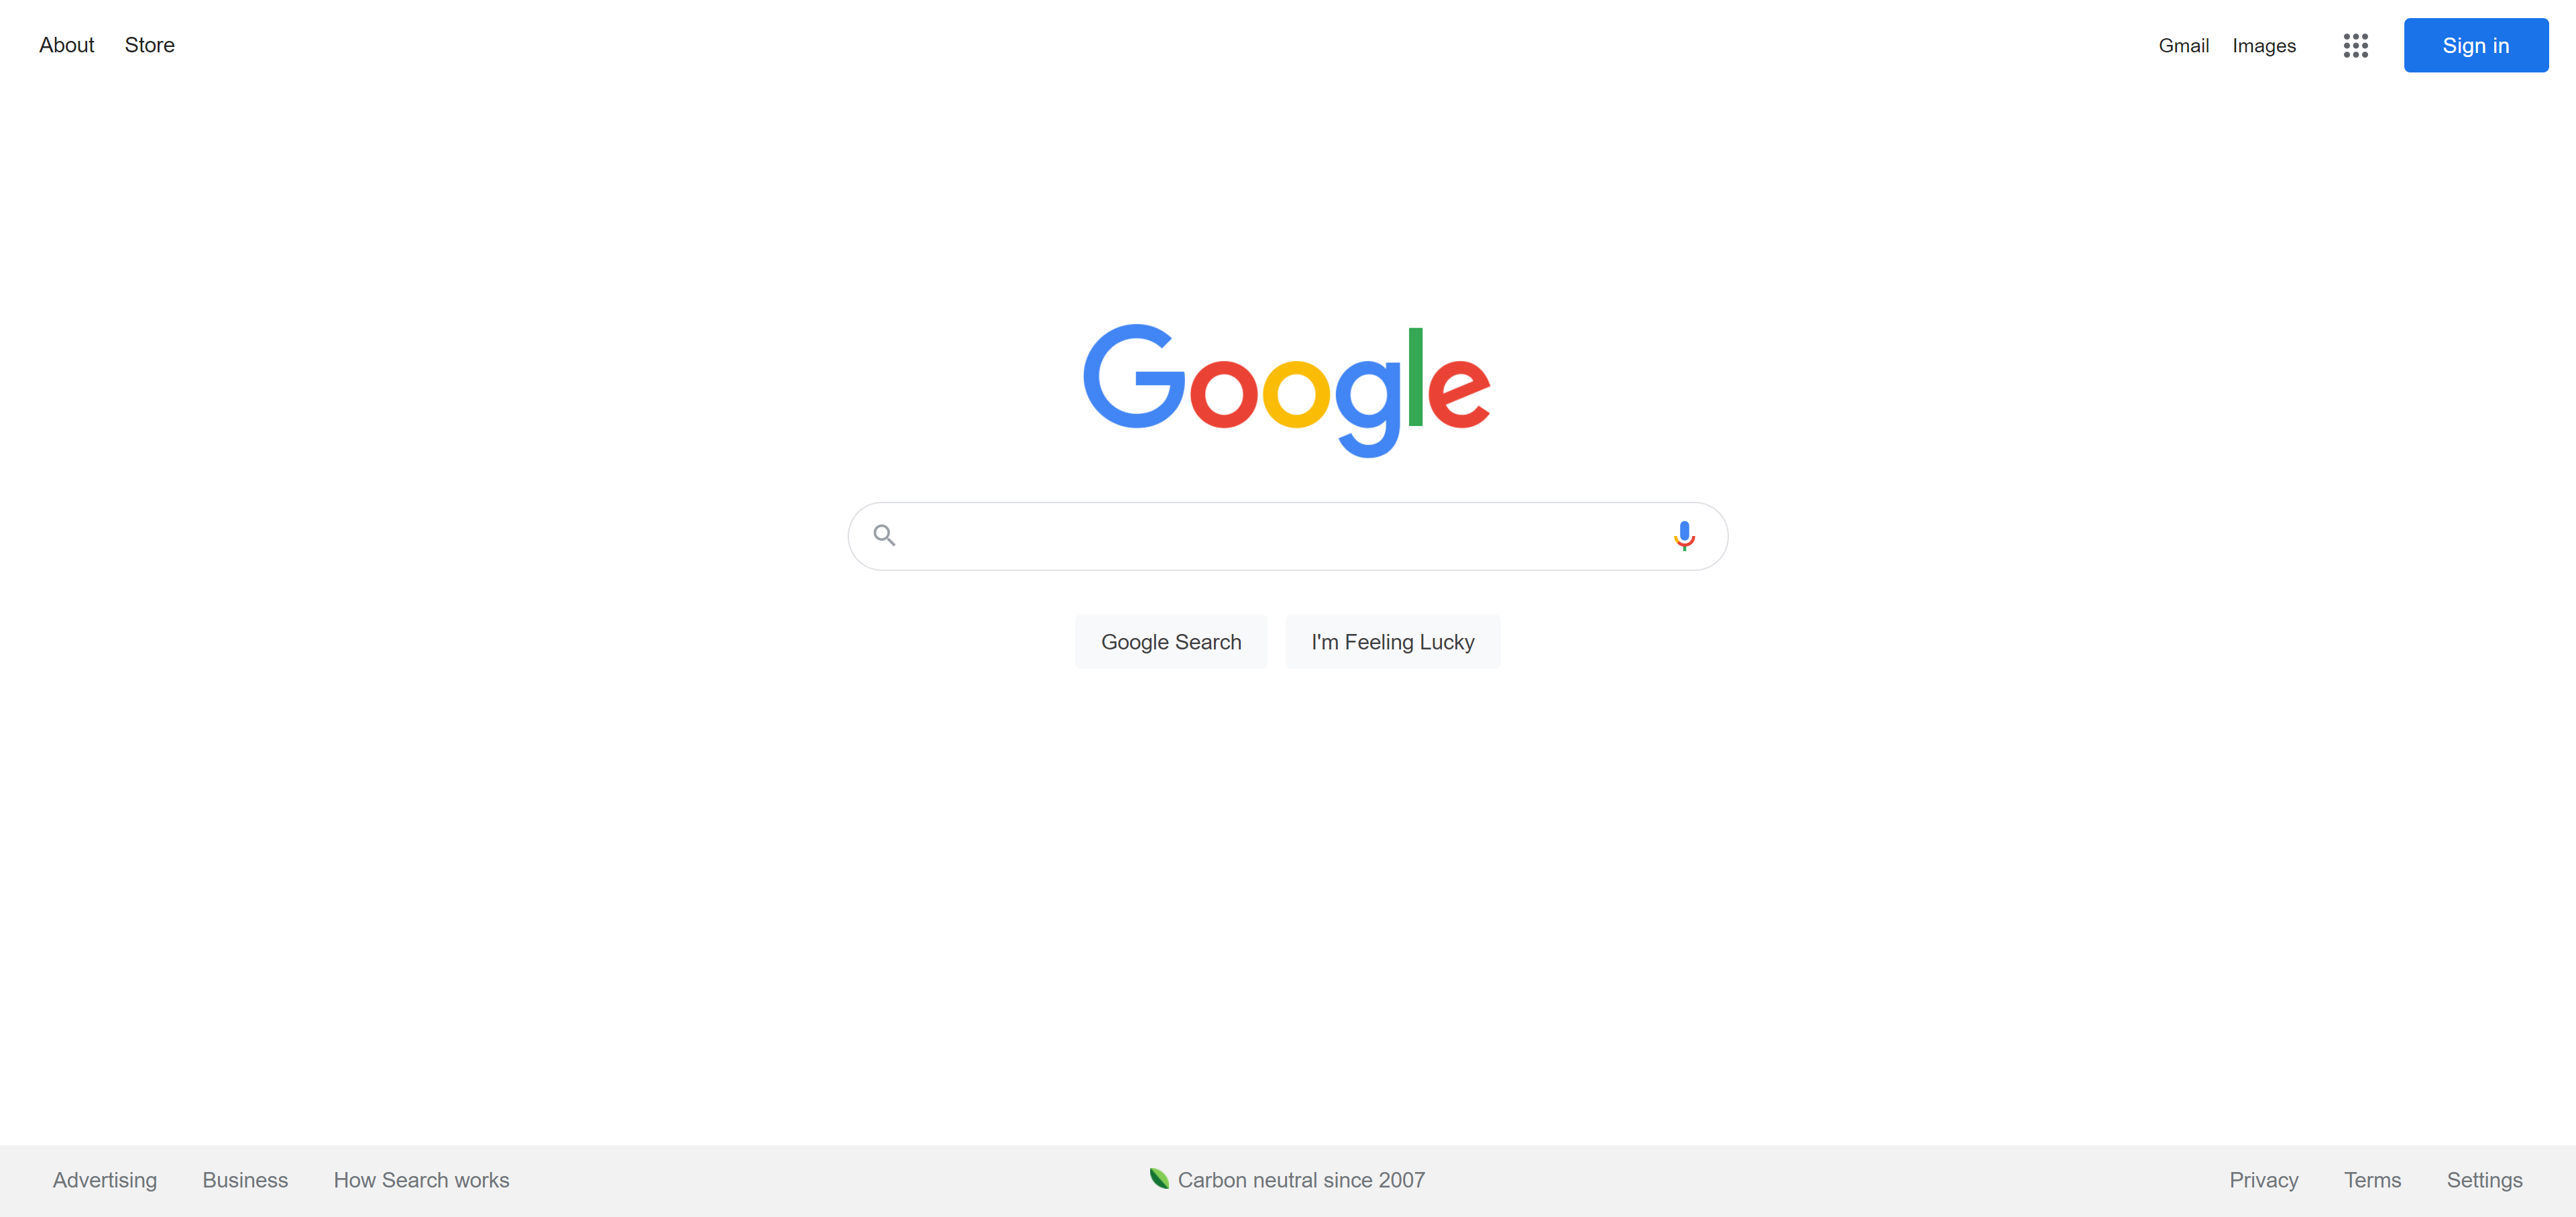 About Store Gmail Images Sign in
Google
Google Search I'm Feeling Lucky
Carbon neutral since 2007
Advertising Business How Search works Privacy Terms Settings